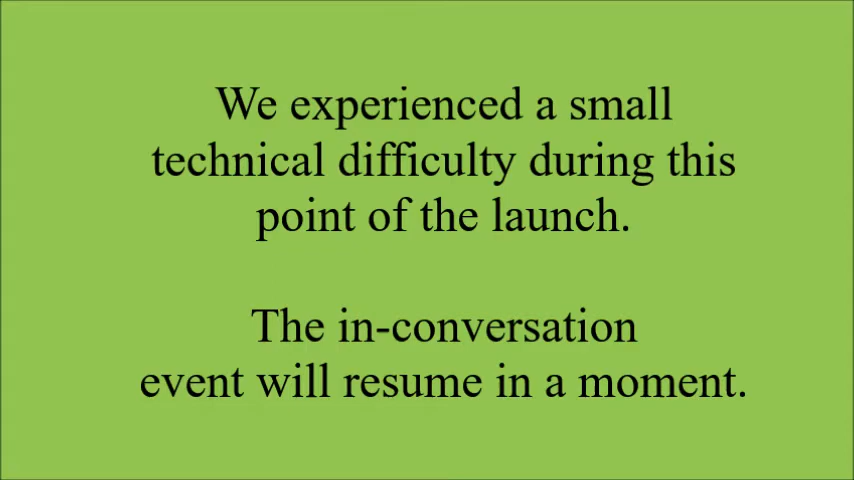 We experienced a small
technical difficulty during this
point of the launch.
The in-conversation
event will resume in a moment.